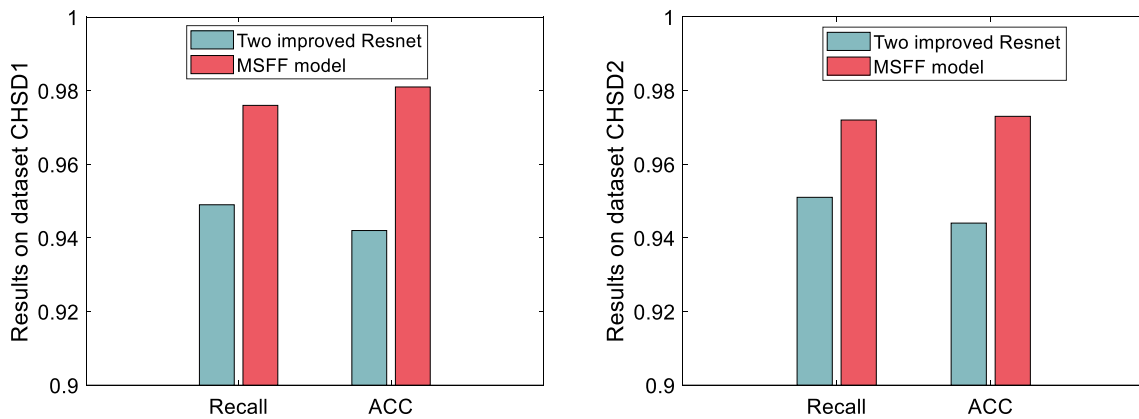 Results on dataset CHSD1
1
0.98
0.96
0.94
0.92
0.9
Two improved Resnet
MSFF model
Recall
ACC
Results on dataset CHSD2
1
0.98
0.96
0.94
0.92
0.9
Two improved Resnet
MSFF model
Recall
ACC